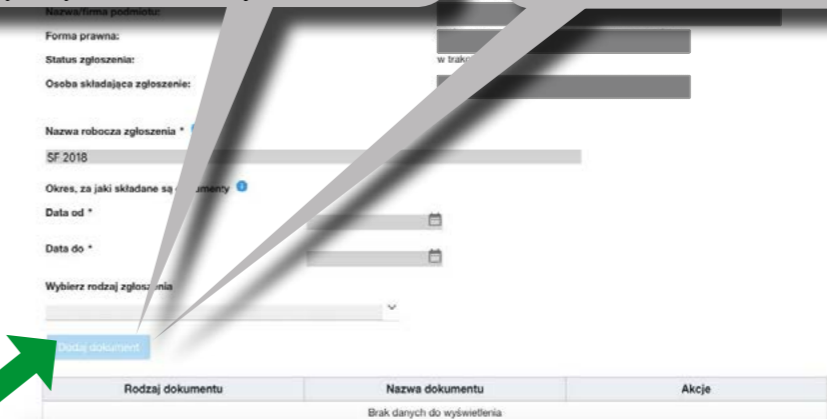 Nazwa/firma podmiotu:
Forma prawna:
Status zgłoszenia:
w
Osoba składająca zgłoszenie:
Nazwa robocza zgłoszenia *
SF 2018
Okres, za jaki składane są
Data od *
Data do *
Wybierz rodzaj
Dodaj dokument
Rodzaj dokumentu Nazwa dokumentu Akcje
Brak danych do wyświetlenia